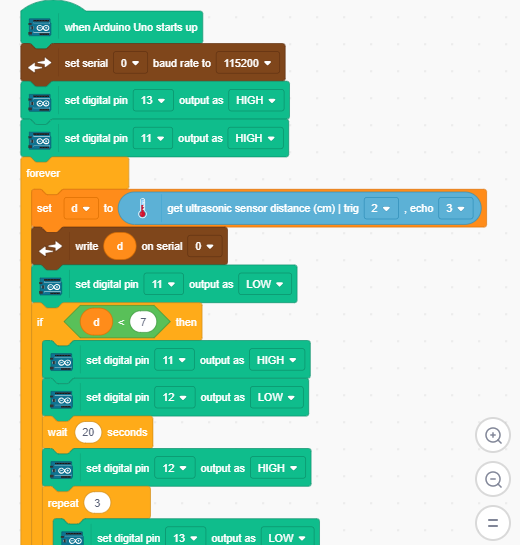 when Arduino Uno starts up
set serial 0 baud rate to 115200
set digital pin 13 output as HIGH
set digital pin 11 output as HIGH
forever
set d to get ultrasonic sensor distance (cm) | trig 2 , echo 3
write d on serial 0
set digital pin 11 output as LOW
if d < 7 then
set digital pin 11 output as HIGH
set digital pin 12 output as LOW
wait 20 seconds
set digital pin 12 output as HIGH
repeat 3
set digital pin 13 output as LOW